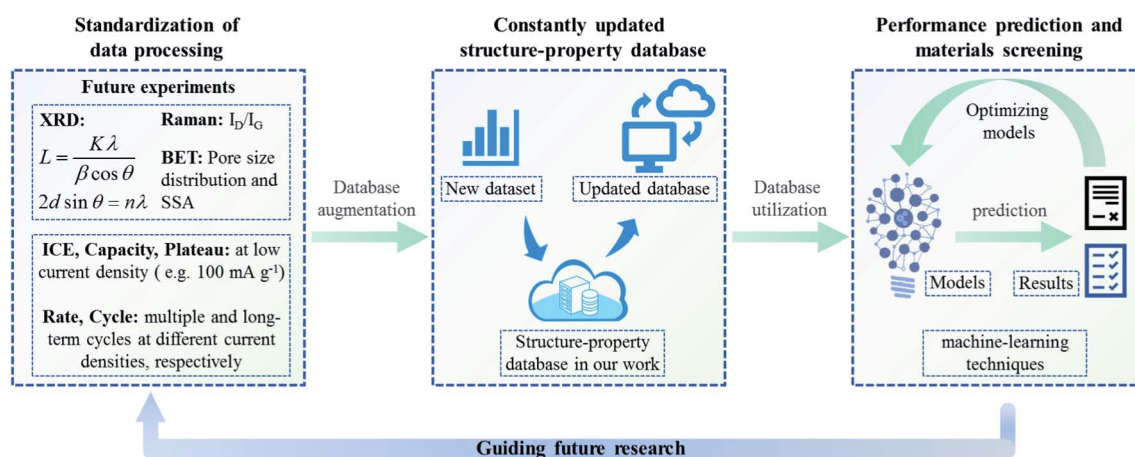 Standardization of
data processing
Future experiments
XRD:
L = Kλ / β cos θ
2d sin θ = nλ
Raman: I_D/I_G
BET: Pore size
distribution and
SSA
ICE, Capacity, Plateau: at low
current density ( e.g. 100 mA g⁻¹)
Rate, Cycle: multiple and long-
term cycles at different current
densities, respectively
Database
augmentation
Constantly updated
structure-property database
New dataset
Updated database
Structure-property
database in our work
Database
utilization
Performance prediction and
materials screening
Optimizing
models
prediction
Models
Results
machine-learning
techniques
Guiding future research